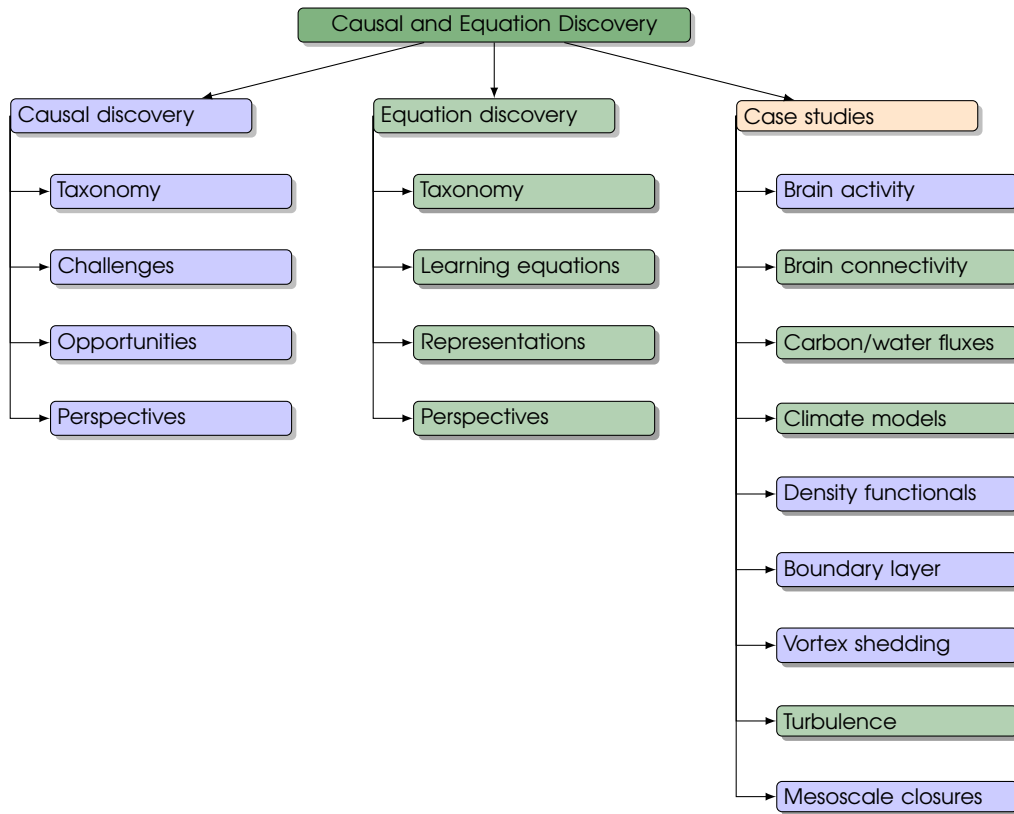 Causal and Equation Discovery
Causal discovery
Taxonomy
Challenges
Opportunities
Perspectives
Equation discovery
Taxonomy
Learning equations
Representations
Perspectives
Case studies
Brain activity
Brain connectivity
Carbon/water fluxes
Climate models
Density functionals
Boundary layer
Vortex shedding
Turbulence
Mesoscale closures